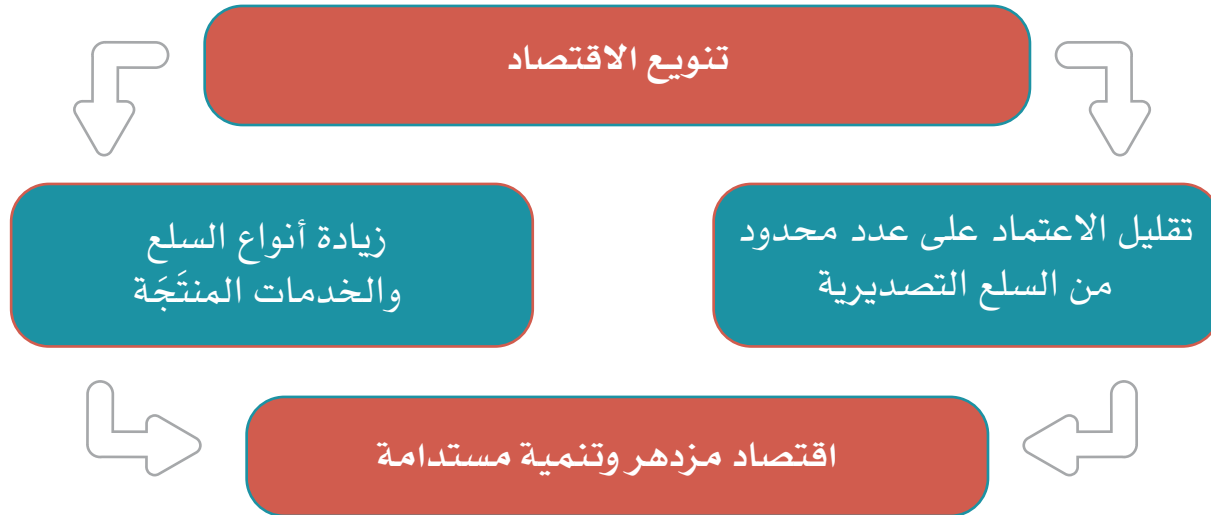 تنويع الاقتصاد
تقليل الاعتماد على عدد محدود
من السلع التصديرية
زيادة أنواع السلع
والخدمات المنتَجَة
اقتصاد مزدهر وتنمية مستدامة